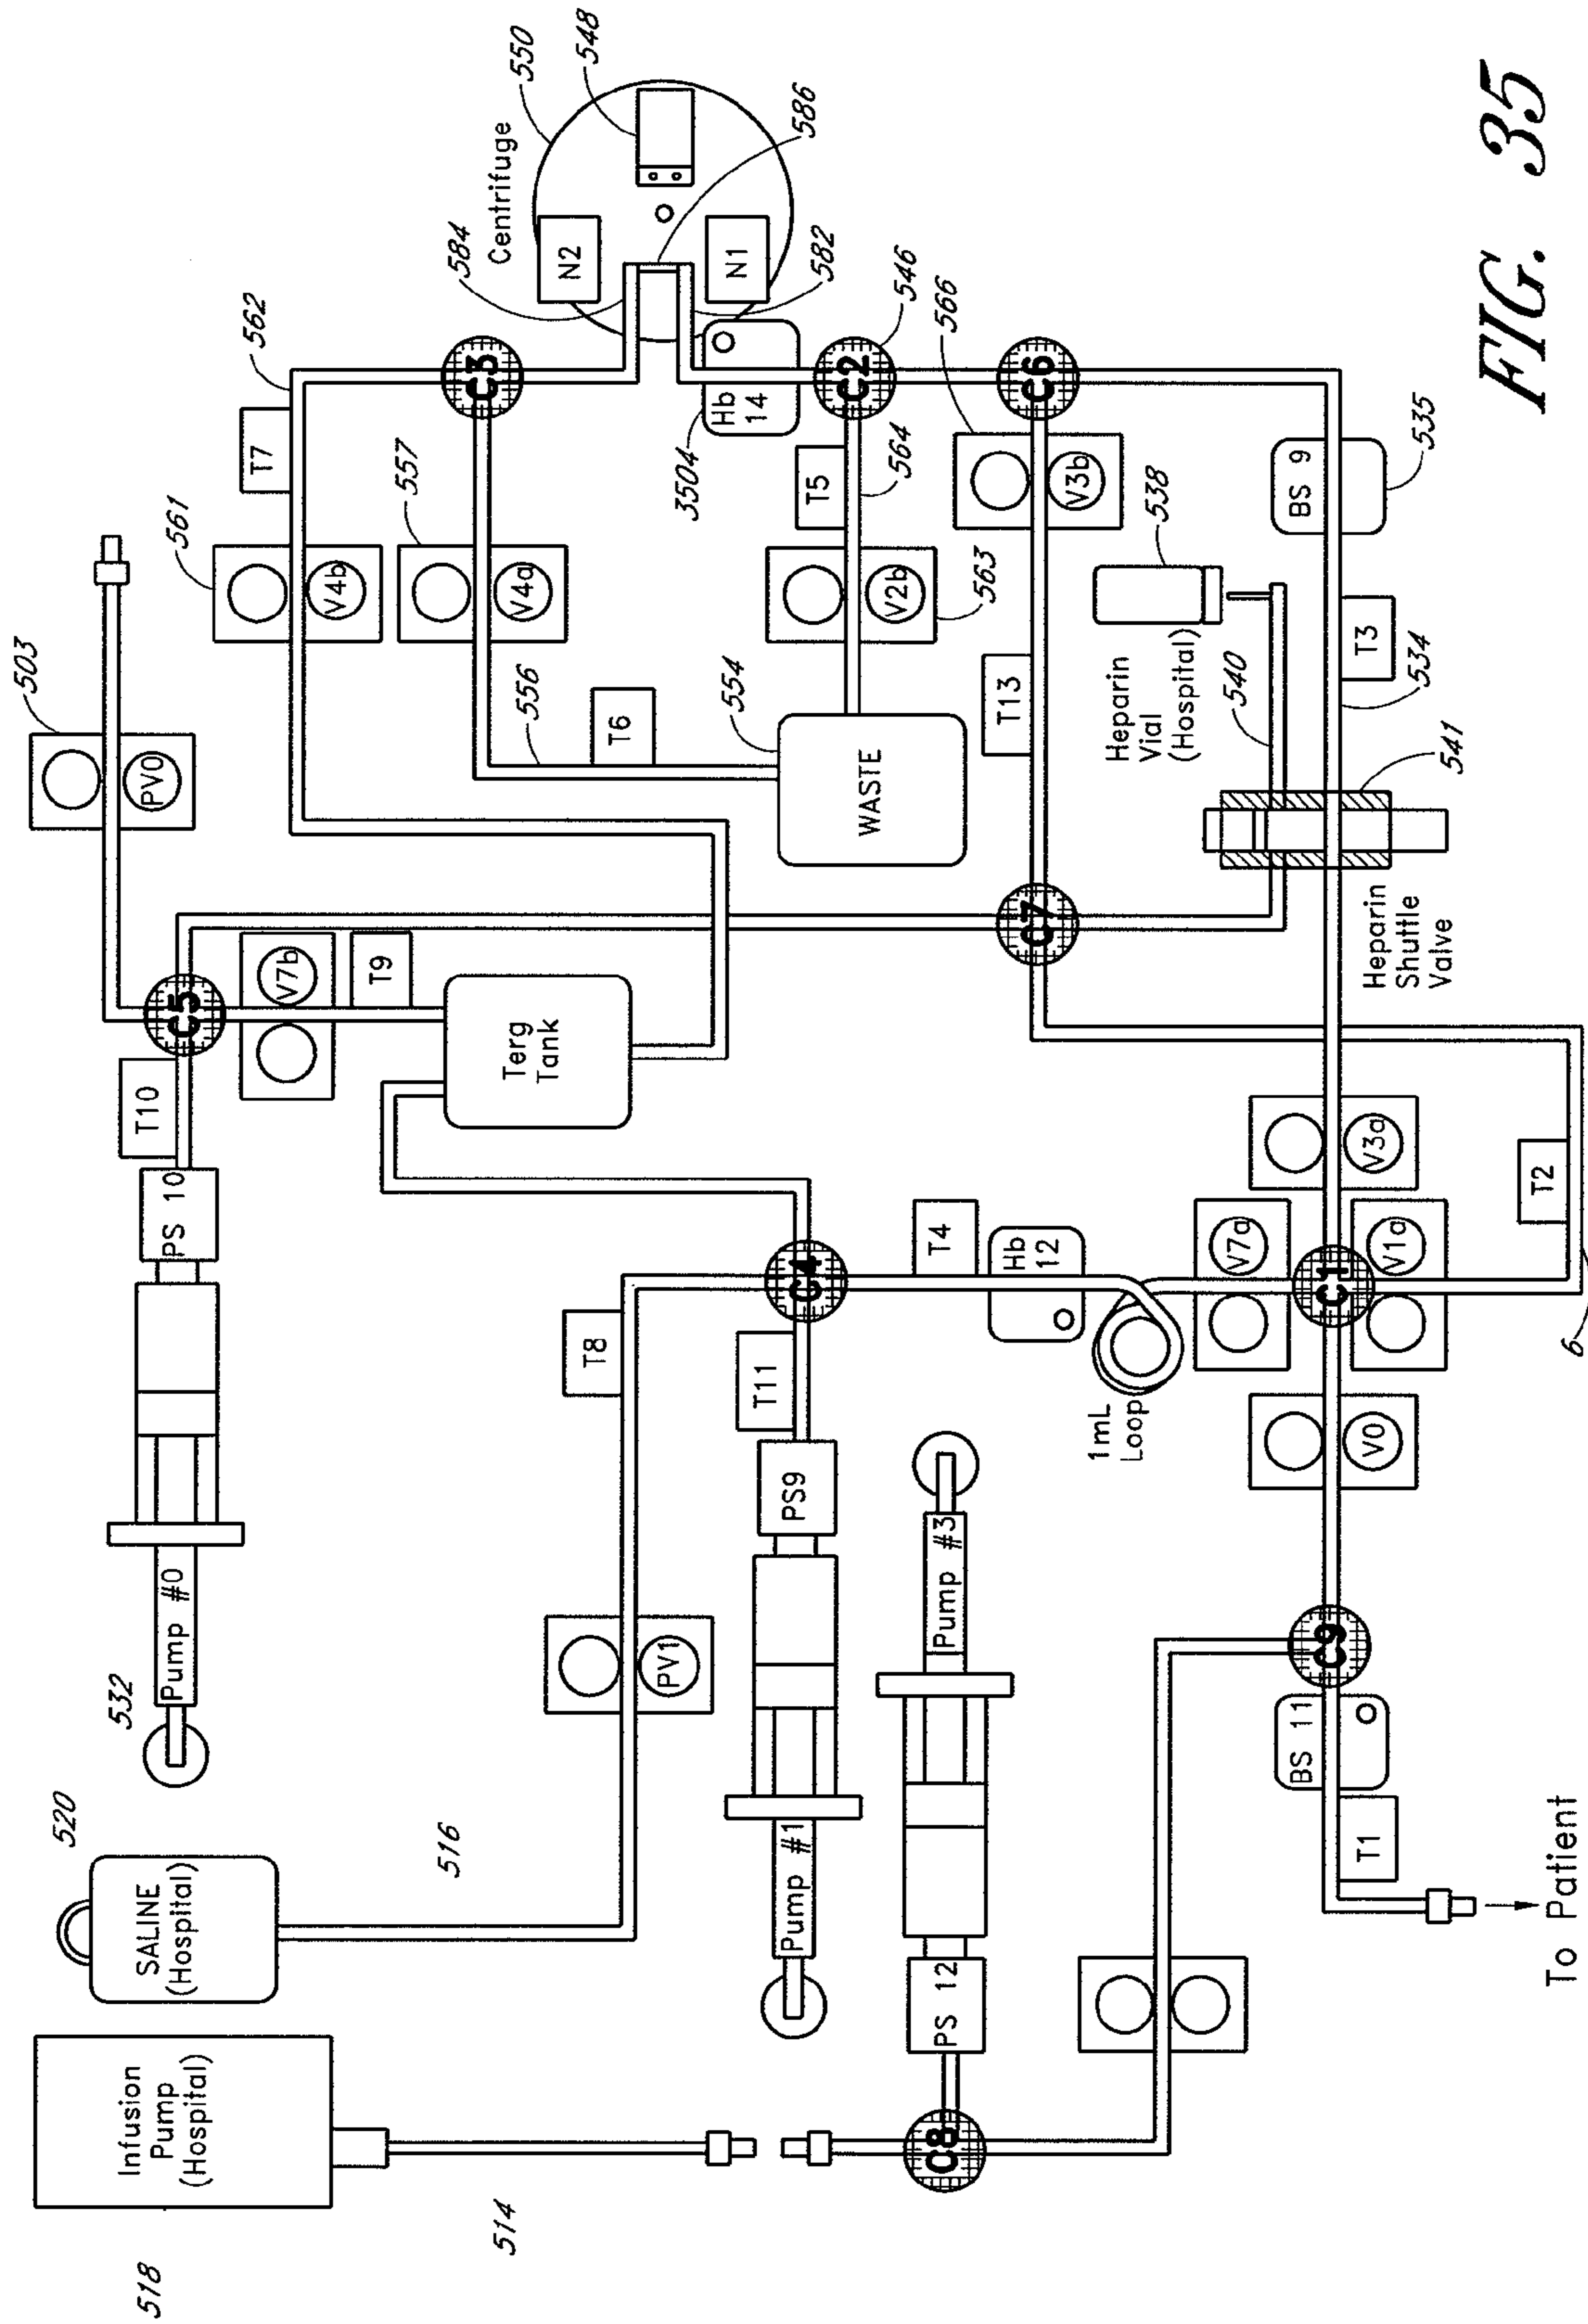 518
Infusion
Pump
(Hospital)
514
520
SALINE
(Hospital)
516
532
Pump #0
PS 10
T10
C5
503
PV0
V7b
T9
Terg
Tank
561
V4b
T7
562
557
V4a
C3
556
T6
554
WASTE
584
Centrifuge
550
548
586
N2
N1
582
Hb
14
3504
C2
546
T5
564
V2b
563
566
V3b
C6
T13
C7
PV1
T8
Pump #1
PS9
T11
C4
Pump #3
PS 12
C8
T4
Hb
12
1mL
Loop
V7a
C1
V1a
V0
V3a
C9
BS 11
T1
To Patient
T2
6
Heparin
Shuttle
Valve
541
Heparin
Vial
(Hospital)
538
540
534
T3
BS 9
535
FIG. 35